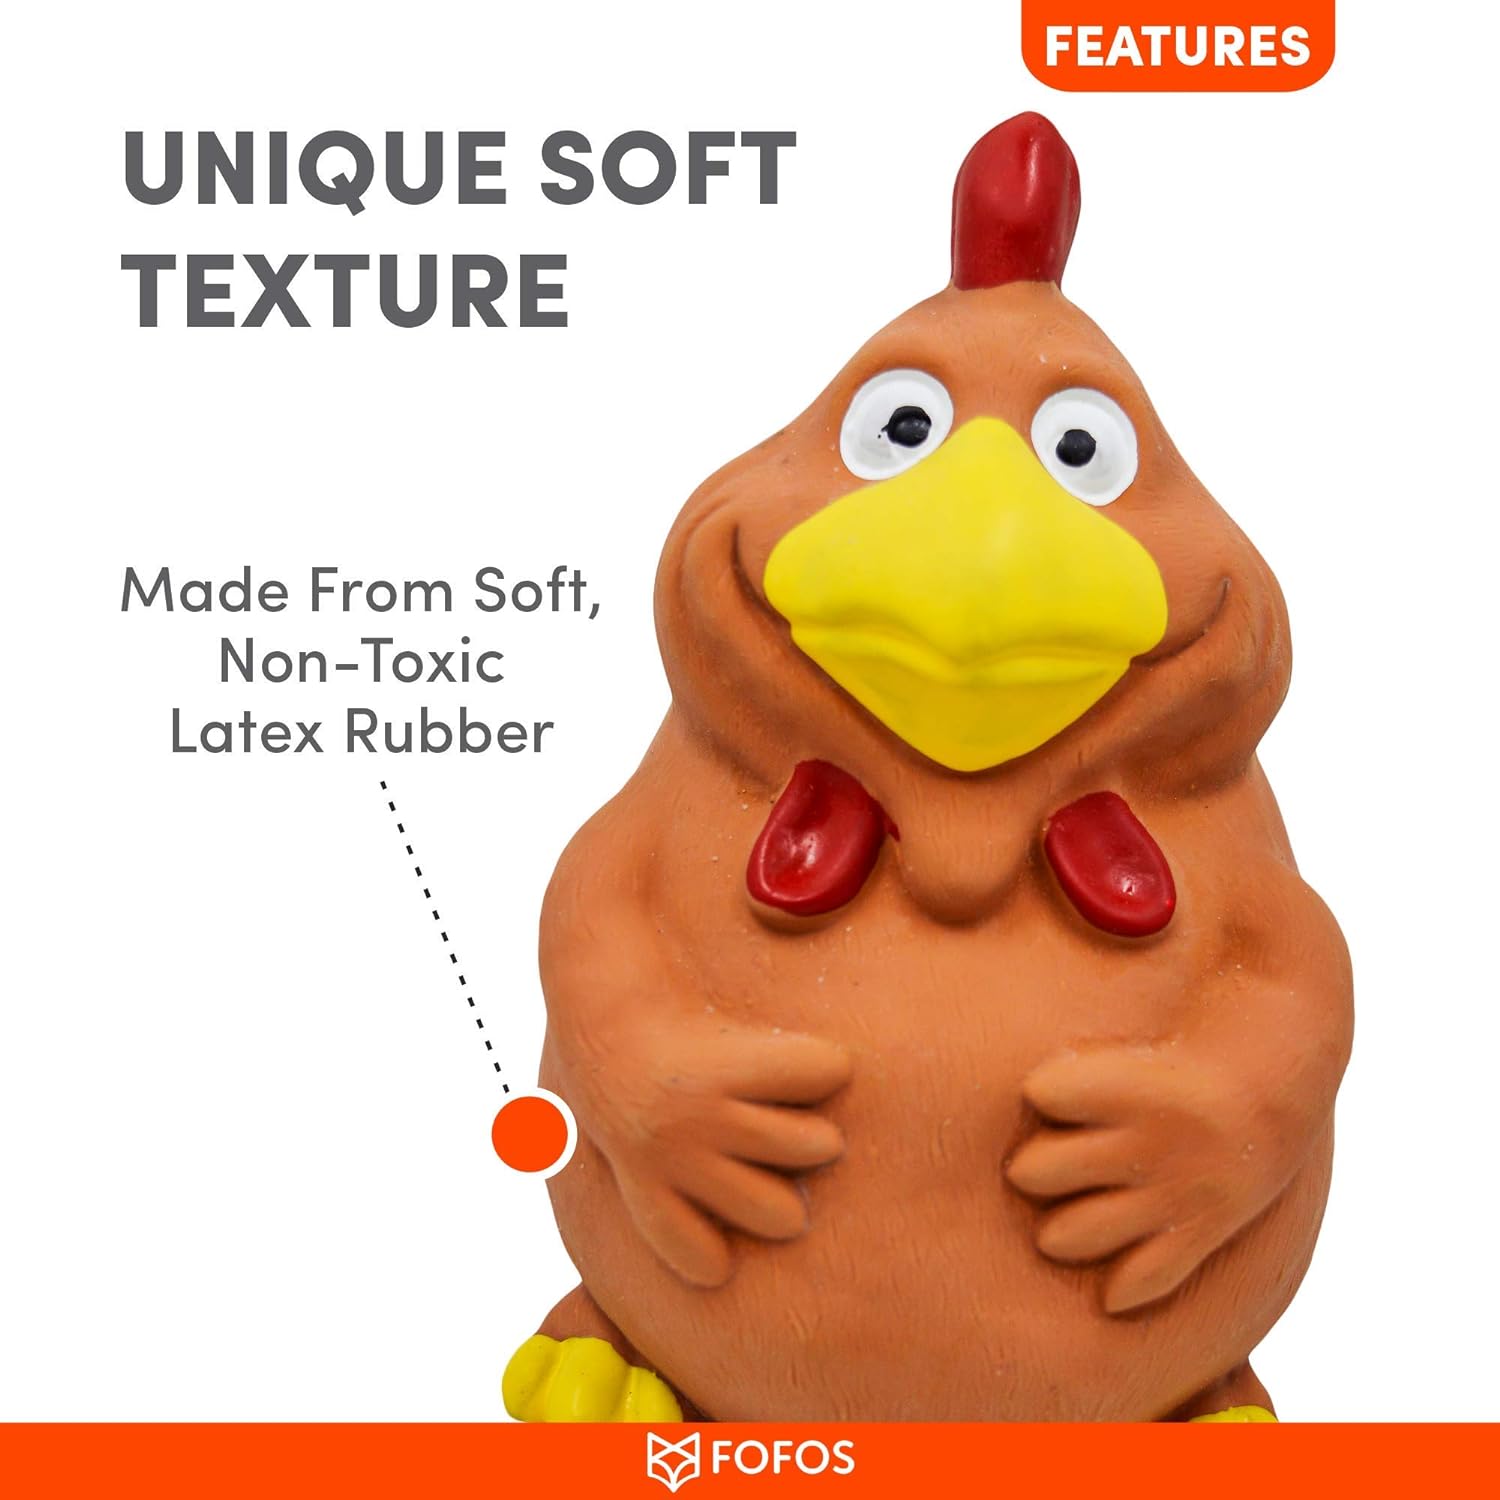 FEATURES
UNIQUE SOFT
TEXTURE
Made From Soft,
Non-Toxic
Latex Rubber
FOFOS